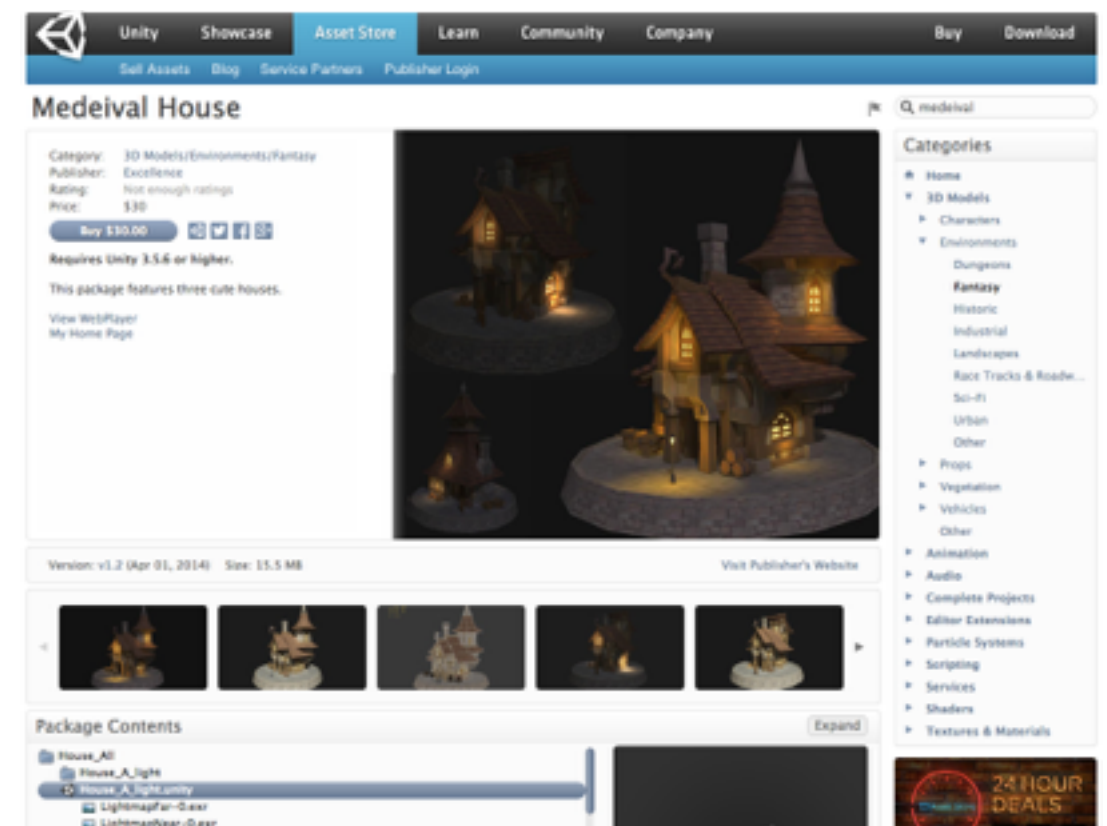 Unity Showcase Asset Store Learn Community Company Buy Download
Sell Assets Blog Service Partners Publisher Login
Medeival House
medeival
Category: 3D Models/Environments/Fantasy
Publisher: Excellence
Rating: Not enough ratings
Price: $30
Buy $30.00
Requires Unity 3.5.6 or higher.
This package features three cute houses.
View WebPlayer
My Home Page
Version: v1.2 (Apr 01, 2014) Size: 15.5 MB
Visit Publisher's Website
Package Contents
Expand
House_All
House_A_light
House_A_light.unity
LightmapFar-0.exr
LightmapNear-0.exr
Categories
Home
3D Models
Characters
Environments
Dungeons
Fantasy
Historic
Industrial
Landscapes
Race Tracks & Roadw...
Sci-Fi
Urban
Other
Props
Vegetation
Vehicles
Other
Animation
Audio
Complete Projects
Editor Extensions
Particle Systems
Scripting
Services
Shaders
Textures & Materials
24 HOUR
DEALS